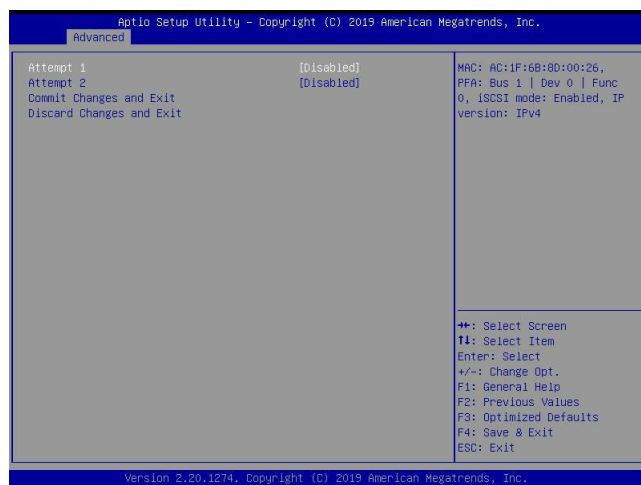 Aptio Setup Utility – Copyright (C) 2019 American Megatrends, Inc.
Advanced
Attempt 1 [Disabled]
Attempt 2 [Disabled]
Commit Changes and Exit
Discard Changes and Exit
MAC: AC:1F:6B:8D:00:26,
PFA: Bus 1 | Dev 0 | Func
0, iSCSI mode: Enabled, IP
version: IPv4
→←: Select Screen
↑↓: Select Item
Enter: Select
+/-: Change Opt.
F1: General Help
F2: Previous Values
F3: Optimized Defaults
F4: Save & Exit
ESC: Exit
Version 2.20.1274. Copyright (C) 2019 American Megatrends, Inc.